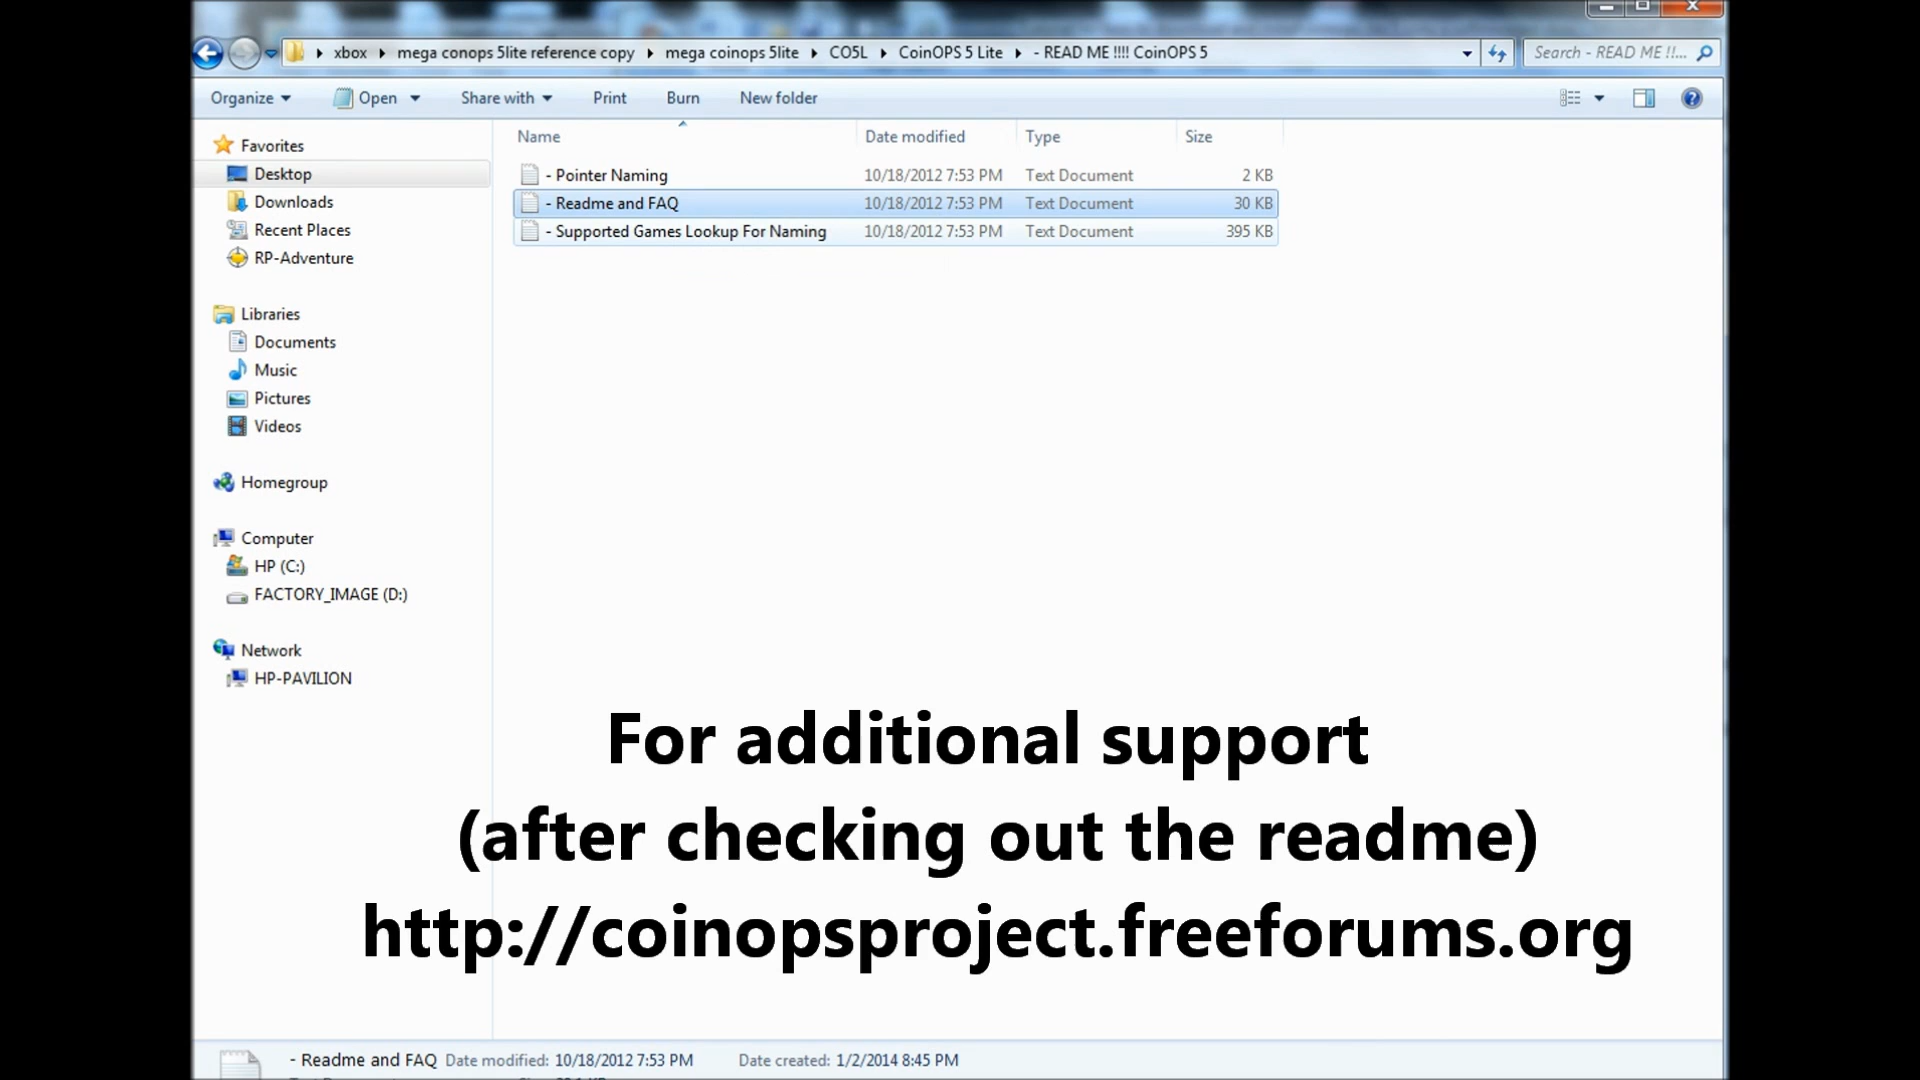 xbox mega conops 5lite reference copy mega coinops 5lite CO5L CoinOPS 5 Lite - READ ME !!!! CoinOPS 5 Search - READ ME !!...
Organize Open Share with Print Burn New folder
Name Date modified Type Size
- Pointer Naming 10/18/2012 7:53 PM Text Document 2 KB
- Readme and FAQ 10/18/2012 7:53 PM Text Document 30 KB
- Supported Games Lookup For Naming 10/18/2012 7:53 PM Text Document 395 KB
Favorites
Desktop
Downloads
Recent Places
RP-Adventure
Libraries
Documents
Music
Pictures
Videos
Homegroup
Computer
HP (C:)
FACTORY_IMAGE (D:)
Network
HP-PAVILION
For additional support
(after checking out the readme)
http://coinopsproject.freeforums.org
- Readme and FAQ Date modified: 10/18/2012 7:53 PM Date created: 1/2/2014 8:45 PM